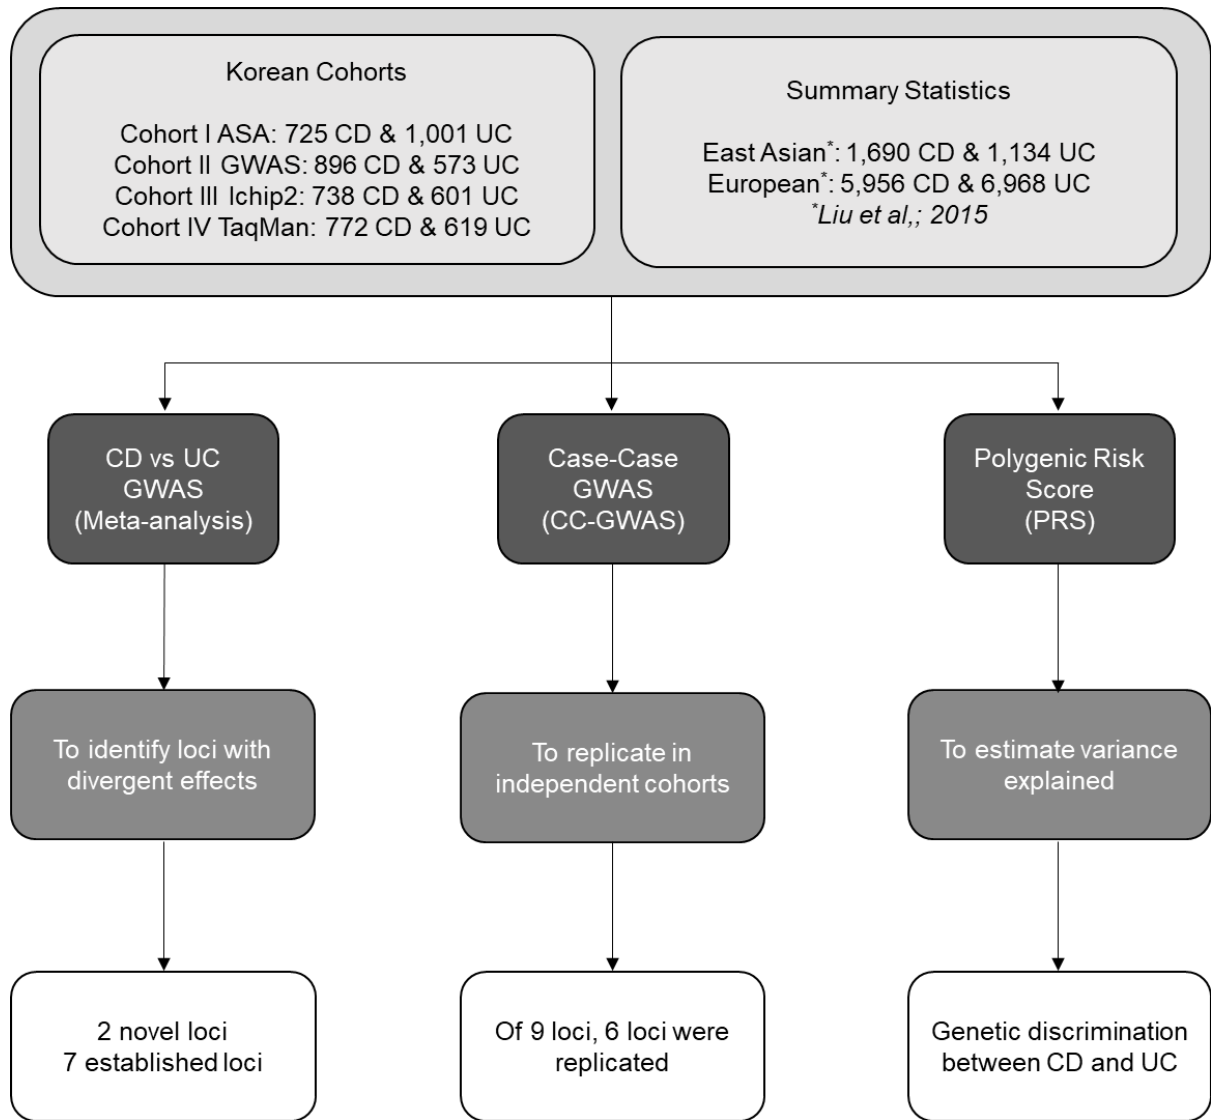 Korean Cohorts
Cohort I ASA: 725 CD & 1,001 UC
Cohort II GWAS: 896 CD & 573 UC
Cohort III Ichip2: 738 CD & 601 UC
Cohort IV TaqMan: 772 CD & 619 UC
Summary Statistics
East Asian*: 1,690 CD & 1,134 UC
European*: 5,956 CD & 6,968 UC
*Liu et al,; 2015
CD vs UC
GWAS
(Meta-analysis)
Case-Case
GWAS
(CC-GWAS)
Polygenic Risk
Score
(PRS)
To identify loci with
divergent effects
To replicate in
independent cohorts
To estimate variance
explained
2 novel loci
7 established loci
Of 9 loci, 6 loci were
replicated
Genetic discrimination
between CD and UC